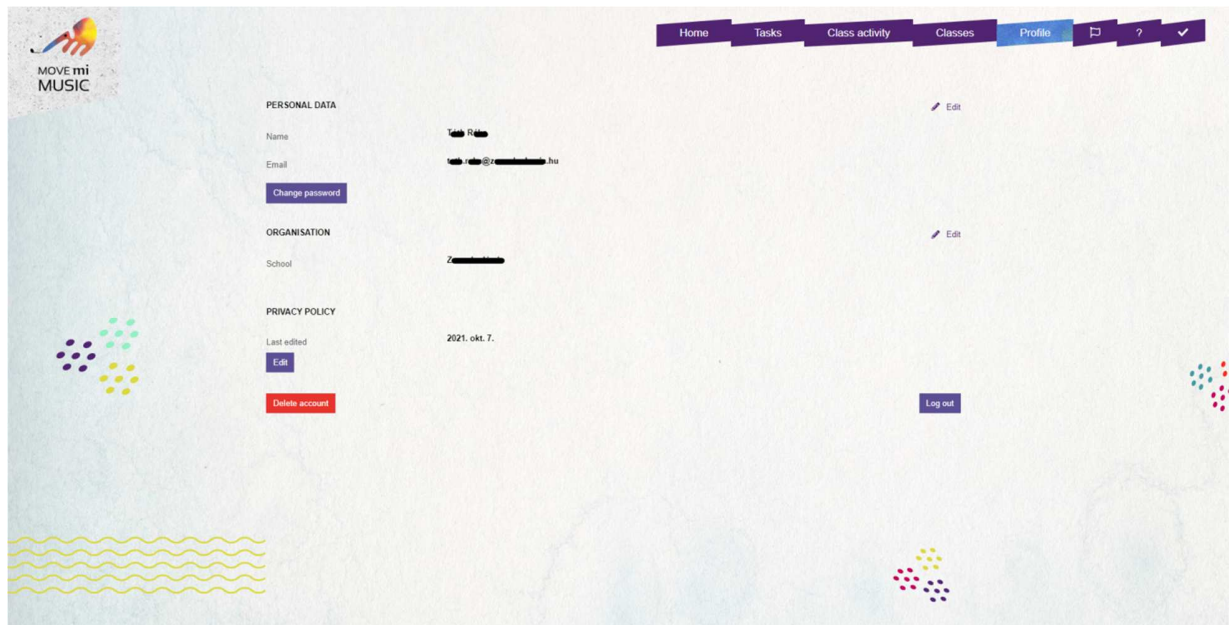 MOVE mi
MUSIC
Home Tasks Class activity Classes Profile ?
PERSONAL DATA Edit
Name
Email .hu
Change password
ORGANISATION Edit
School
PRIVACY POLICY
Last edited 2021. okt. 7.
Edit
Delete account Log out